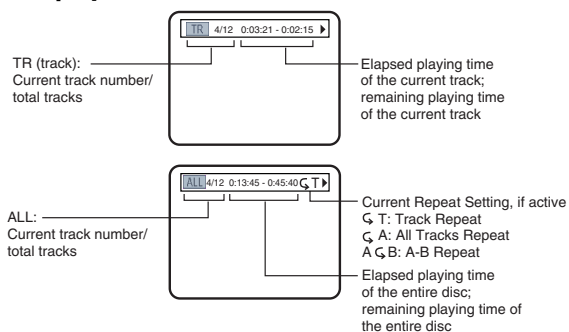 TR 4/12 0:03:21 - 0:02:15
TR (track):
Current track number/
total tracks
Elapsed playing time
of the current track;
remaining playing time
of the current track
ALL 4/12 0:13:45 - 0:45:40 T
ALL:
Current track number/
total tracks
Current Repeat Setting, if active
T: Track Repeat
A: All Tracks Repeat
A B: A-B Repeat
Elapsed playing time
of the entire disc;
remaining playing time of
the entire disc